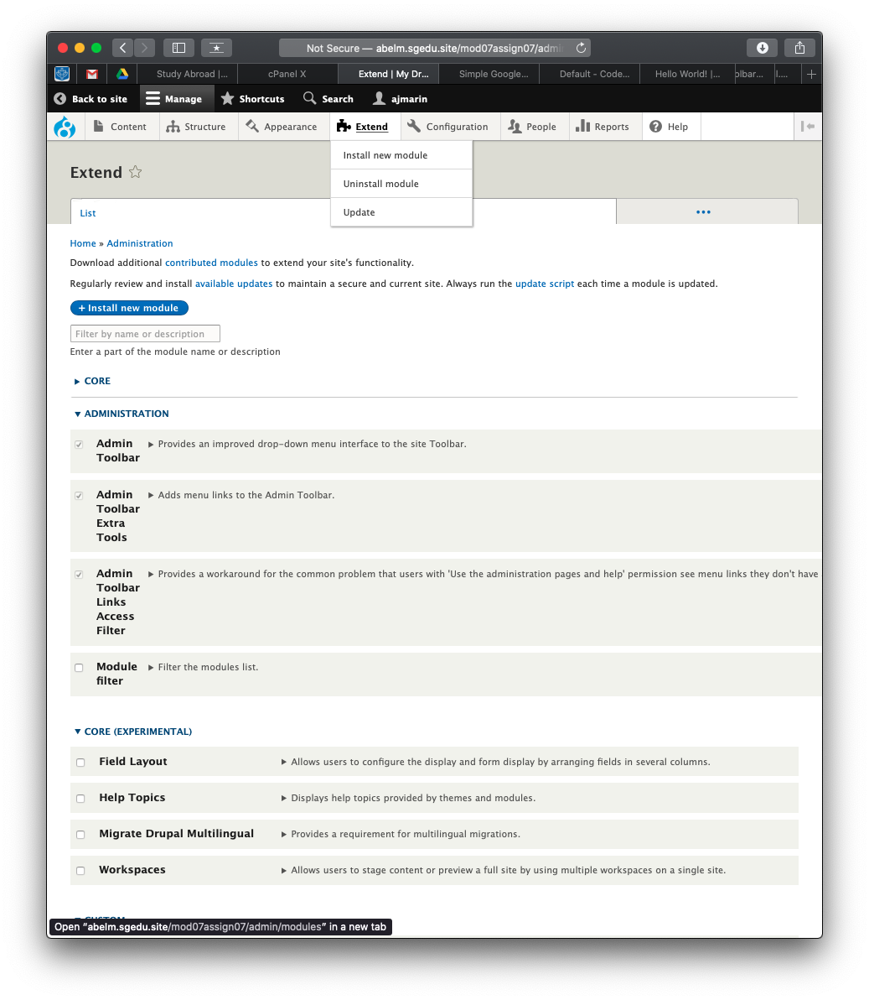 Not Secure — abelm.sgedu.site/mod07assign07/admi
Study Abroad |...
cPanel X
Extend | My Dr...
Simple Google...
Default - Code...
Hello World! |...
olbar...
l....
Back to site
Manage
Shortcuts
Search
ajmarin
Content
Structure
Appearance
Extend
Configuration
People
Reports
Help
Install new module
Uninstall module
Update
Extend
List
Home » Administration
Download additional contributed modules to extend your site's functionality.
Regularly review and install available updates to maintain a secure and current site. Always run the update script each time a module is updated.
+ Install new module
Filter by name or description
Enter a part of the module name or description
CORE
ADMINISTRATION
Admin Toolbar
Provides an improved drop-down menu interface to the site Toolbar.
Admin Toolbar Extra Tools
Adds menu links to the Admin Toolbar.
Admin Toolbar Links Access Filter
Provides a workaround for the common problem that users with 'Use the administration pages and help' permission see menu links they don't have
Module filter
Filter the modules list.
CORE (EXPERIMENTAL)
Field Layout
Allows users to configure the display and form display by arranging fields in several columns.
Help Topics
Displays help topics provided by themes and modules.
Migrate Drupal Multilingual
Provides a requirement for multilingual migrations.
Workspaces
Allows users to stage content or preview a full site by using multiple workspaces on a single site.
CUSTOM
Open “abelm.sgedu.site/mod07assign07/admin/modules” in a new tab